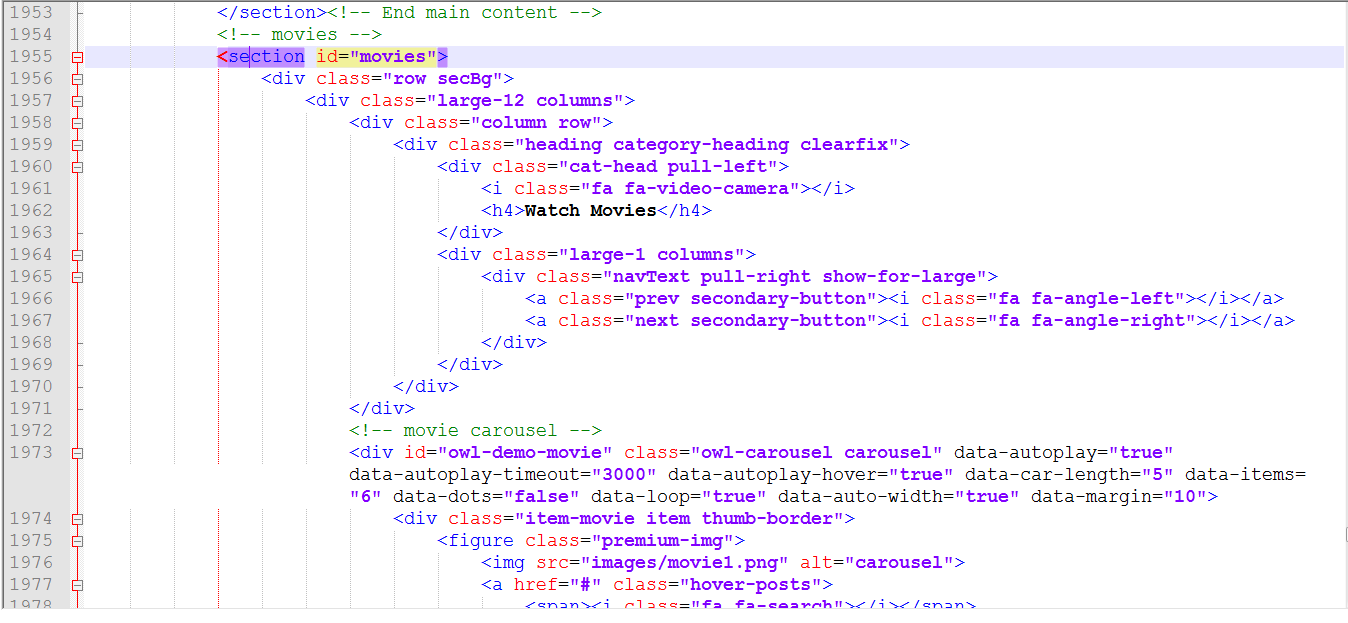 1953 </section><!-- End main content -->
1954 <!-- movies -->
1955 <section id="movies">
1956 <div class="row secBg">
1957 <div class="large-12 columns">
1958 <div class="column row">
1959 <div class="heading category-heading clearfix">
1960 <div class="cat-head pull-left">
1961 <i class="fa fa-video-camera"></i>
1962 <h4>Watch Movies</h4>
1963 </div>
1964 <div class="large-1 columns">
1965 <div class="navText pull-right show-for-large">
1966 <a class="prev secondary-button"><i class="fa fa-angle-left"></i></a>
1967 <a class="next secondary-button"><i class="fa fa-angle-right"></i></a>
1968 </div>
1969 </div>
1970 </div>
1971 </div>
1972 <!-- movie carousel -->
1973 <div id="owl-demo-movie" class="owl-carousel carousel" data-autoplay="true"
data-autoplay-timeout="3000" data-autoplay-hover="true" data-car-length="5" data-items=
"6" data-dots="false" data-loop="true" data-auto-width="true" data-margin="10">
1974 <div class="item-movie item thumb-border">
1975 <figure class="premium-img">
1976 <img src="images/movie1.png" alt="carousel">
1977 <a href="#" class="hover-posts">
1978 <span><i class="fa fa-search"></i></span>